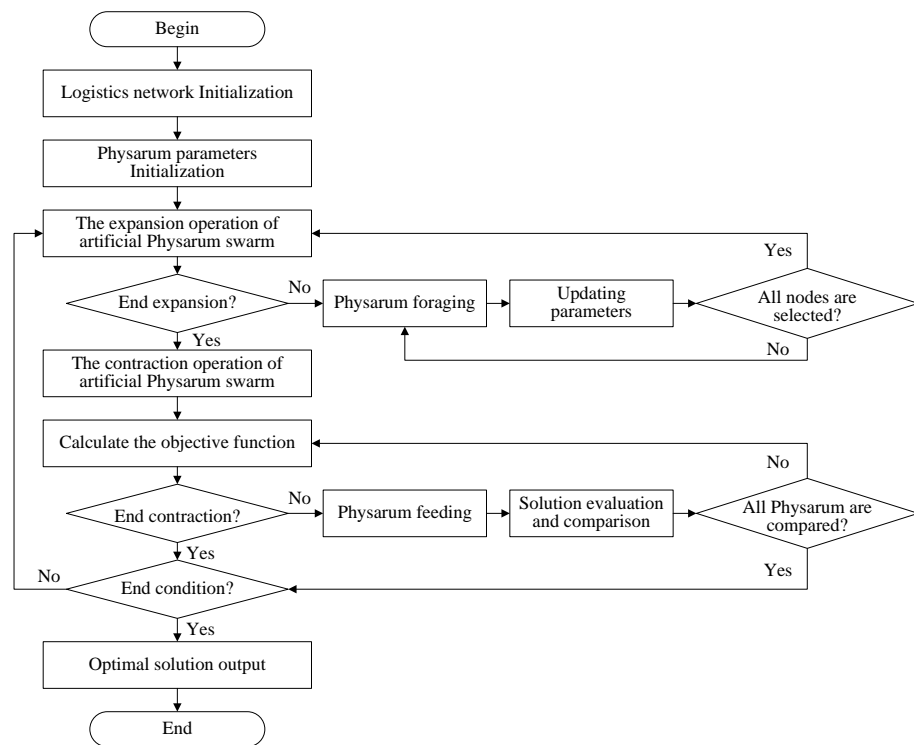 Begin
Logistics network Initialization
Physarum parameters
Initialization
The expansion operation of
artificial Physarum swarm
Yes
End expansion?
No
Physarum foraging
Updating
parameters
All nodes are
selected?
Yes
No
The contraction operation of
artificial Physarum swarm
Calculate the objective function
No
End contraction?
No
Physarum feeding
Solution evaluation
and comparison
All Physarum are
compared?
Yes
Yes
No
End condition?
Yes
Optimal solution output
End